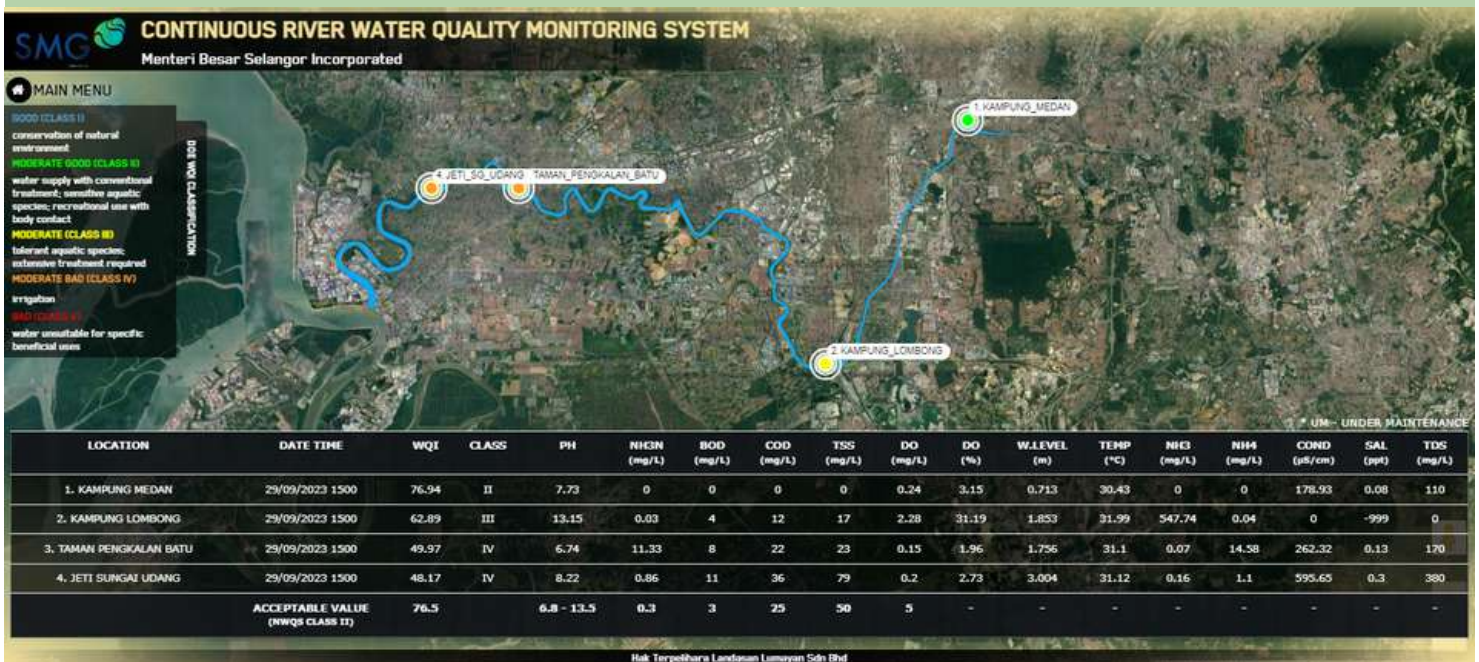 SMG
CONTINUOUS RIVER WATER QUALITY MONITORING SYSTEM
Menteri Besar Selangor Incorporated
MAIN MENU
GOOD (CLASS I)
conservation of natural
environment
MODERATE GOOD (CLASS II)
water supply with conventional
treatment; sensitive aquatic
species; recreational use with
body contact
MODERATE (CLASS III)
tolerant aquatic species;
extensive treatment required
MODERATE BAD (CLASS IV)
irrigation
BAD (CLASS V)
water unsuitable for specific
beneficial uses
DOE WQI CLASSIFICATION
1. KAMPUNG_MEDAN
4. JETI_SG_UDANG TAMAN_PENGKALAN_BATU
2. KAMPUNG_LOMBONG
* UM - UNDER MAINTENANCE
LOCATION DATE TIME WQI CLASS PH NH3N (mg/L) BOD (mg/L) COD (mg/L) TSS (mg/L) DO (mg/L) DO (%) W.LEVEL (m) TEMP (°C) NH3 (mg/L) NH4 (mg/L) COND (µS/cm) SAL (ppt) TDS (mg/L)
1. KAMPUNG MEDAN 29/09/2023 1500 76.94 II 7.73 0 0 0 0 0.24 3.15 0.713 30.43 0 0 178.93 0.08 110
2. KAMPUNG LOMBONG 29/09/2023 1500 62.89 III 13.15 0.03 4 12 17 2.28 31.19 1.853 31.99 547.74 0.04 0 -999 0
3. TAMAN PENGKALAN BATU 29/09/2023 1500 49.97 IV 6.74 11.33 8 22 23 0.15 1.96 1.756 31.1 0.07 14.58 262.32 0.13 170
4. JETI SUNGAI UDANG 29/09/2023 1500 48.17 IV 8.22 0.86 11 36 79 0.2 2.73 3.004 31.12 0.16 1.1 595.65 0.3 380
ACCEPTABLE VALUE (NWQS CLASS II) 76.5 6.8 - 13.5 0.3 3 25 50 5 - - - - - - - -
Hak Terpelihara Landasan Lumayan Sdn Bhd